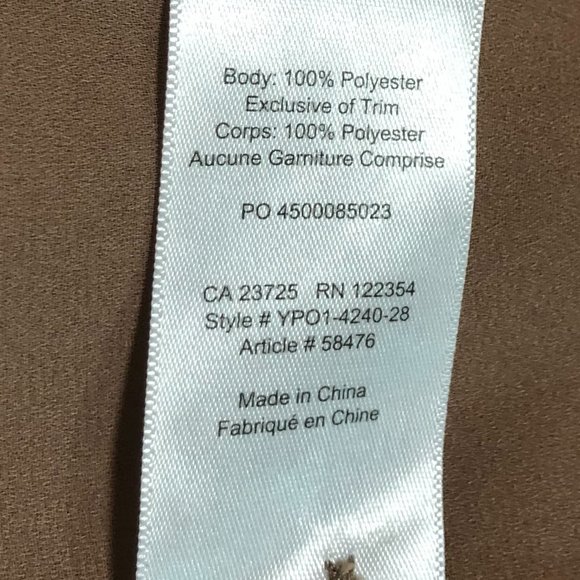 Body: 100% Polyester
Exclusive of Trim
Corps: 100% Polyester
Aucune Garniture Comprise
PO 4500085023
CA 23725 RN 122354
Style # YPO1-4240-28
Article # 58476
Made in China
Fabriqué en Chine